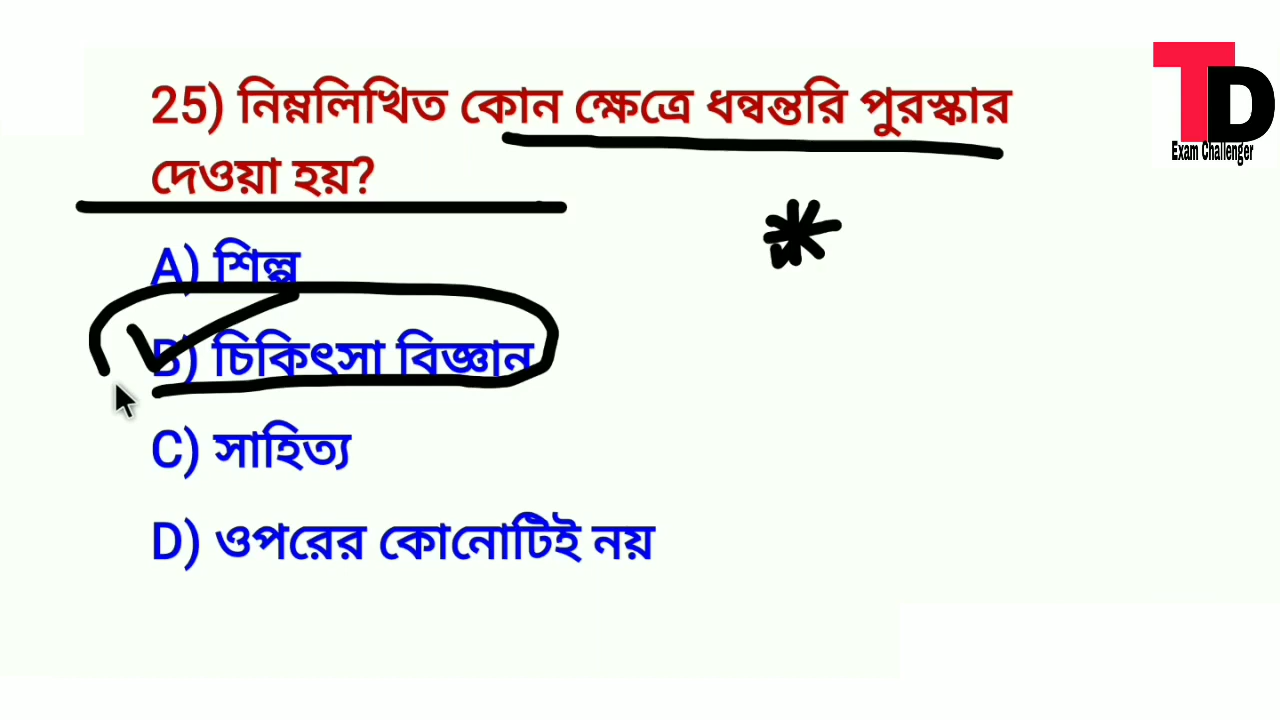 25) নিম্নলিখিত কোন ক্ষেত্রে ধন্বন্তরি পুরস্কার
দেওয়া হয়?
A) শিল্প
B) চিকিৎসা বিজ্ঞান
C) সাহিত্য
D) ওপরের কোনোটিই নয়
TD
Exam Challenger